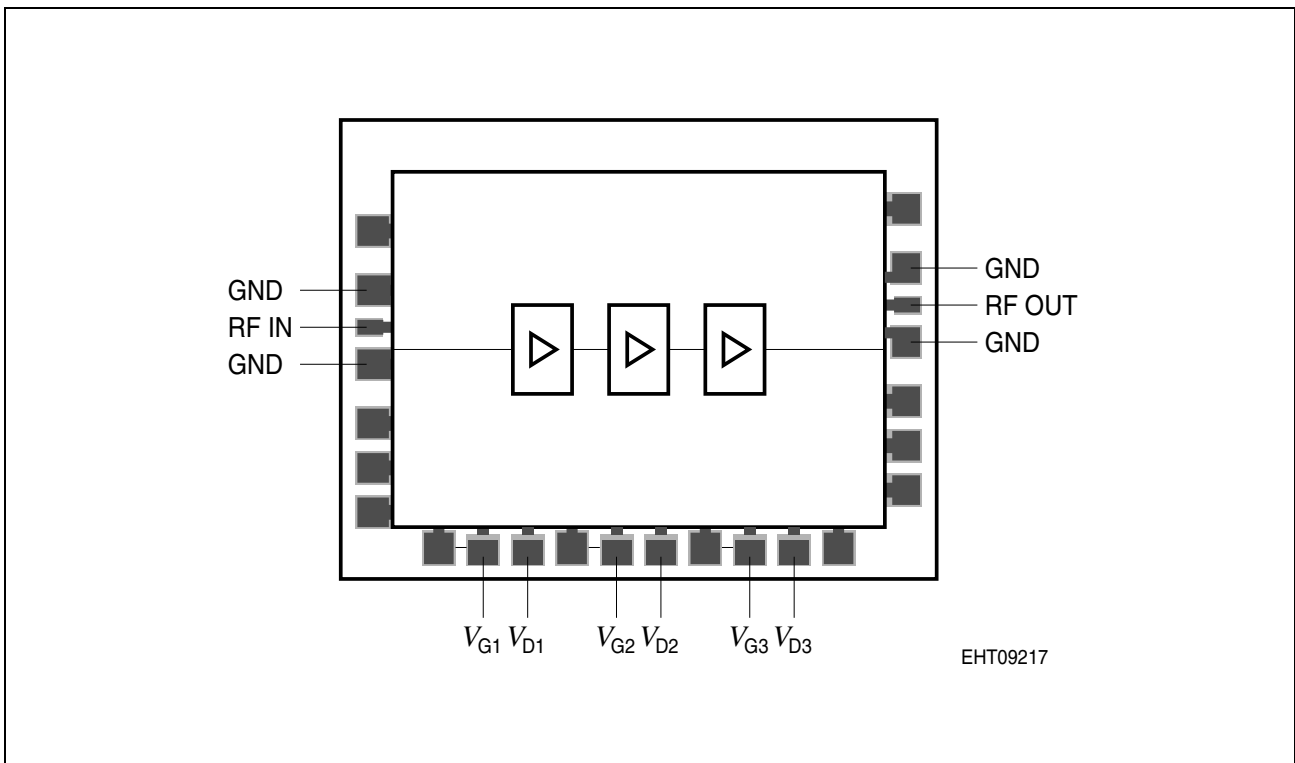 GND
RF IN
GND
GND
RF OUT
GND
VG1 VD1 VG2 VD2 VG3 VD3
EHT09217